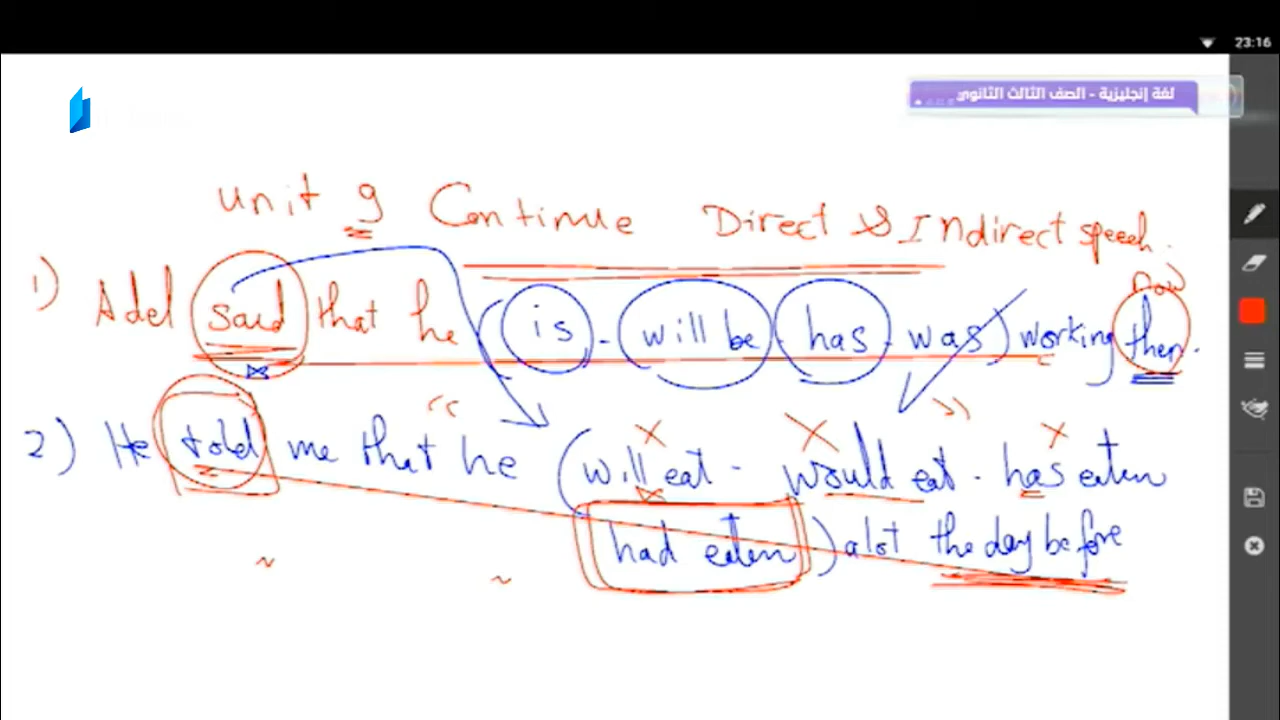 23:16
لغة إنجليزية - الصف الثالث الثانوي
unit 9 Continue Direct & Indirect speech.
now
1) Adel said that he (is - will be - has - was) working then.
2) He told me that he (will eat - would eat - has eaten
had eaten) alot the day before